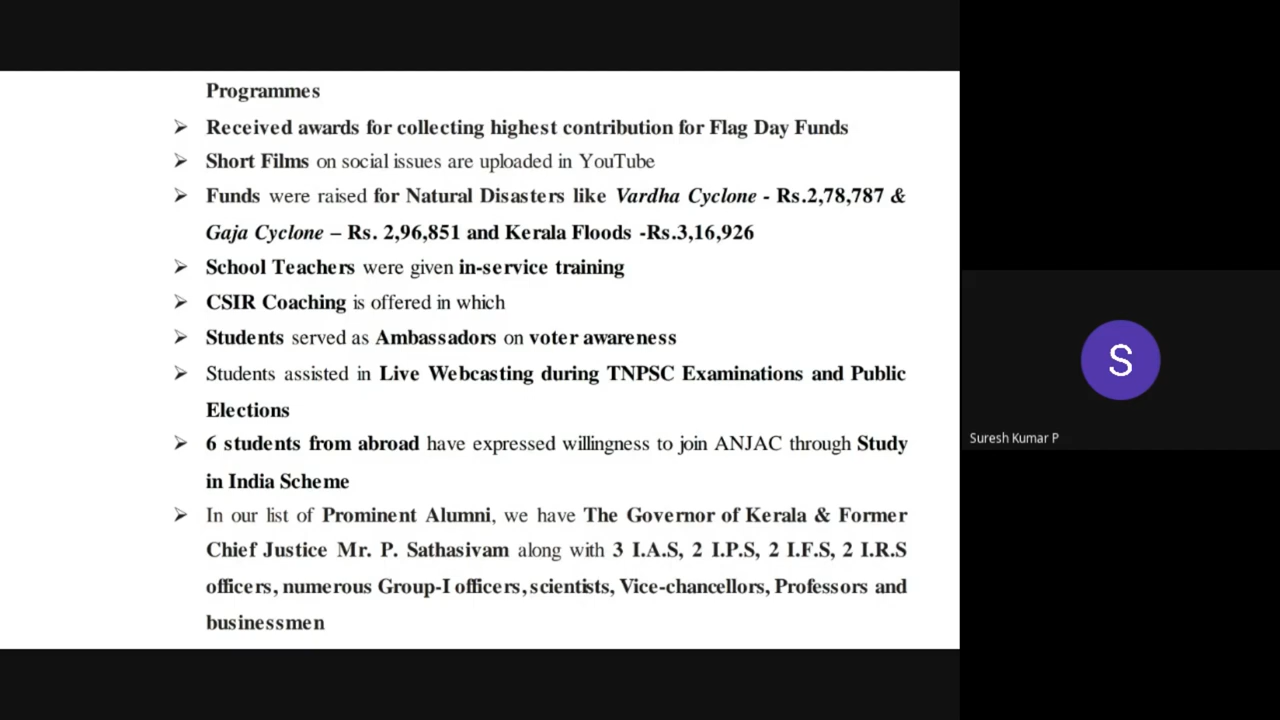 Programmes
➢ Received awards for collecting highest contribution for Flag Day Funds
➢ Short Films on social issues are uploaded in YouTube
➢ Funds were raised for Natural Disasters like Vardha Cyclone - Rs.2,78,787 &
Gaja Cyclone – Rs. 2,96,851 and Kerala Floods -Rs.3,16,926
➢ School Teachers were given in-service training
➢ CSIR Coaching is offered in which
➢ Students served as Ambassadors on voter awareness
➢ Students assisted in Live Webcasting during TNPSC Examinations and Public
Elections
➢ 6 students from abroad have expressed willingness to join ANJAC through Study
in India Scheme
➢ In our list of Prominent Alumni, we have The Governor of Kerala & Former
Chief Justice Mr. P. Sathasivam along with 3 I.A.S, 2 I.P.S, 2 I.F.S, 2 I.R.S
officers, numerous Group-I officers, scientists, Vice-chancellors, Professors and
businessmen
S
Suresh Kumar P